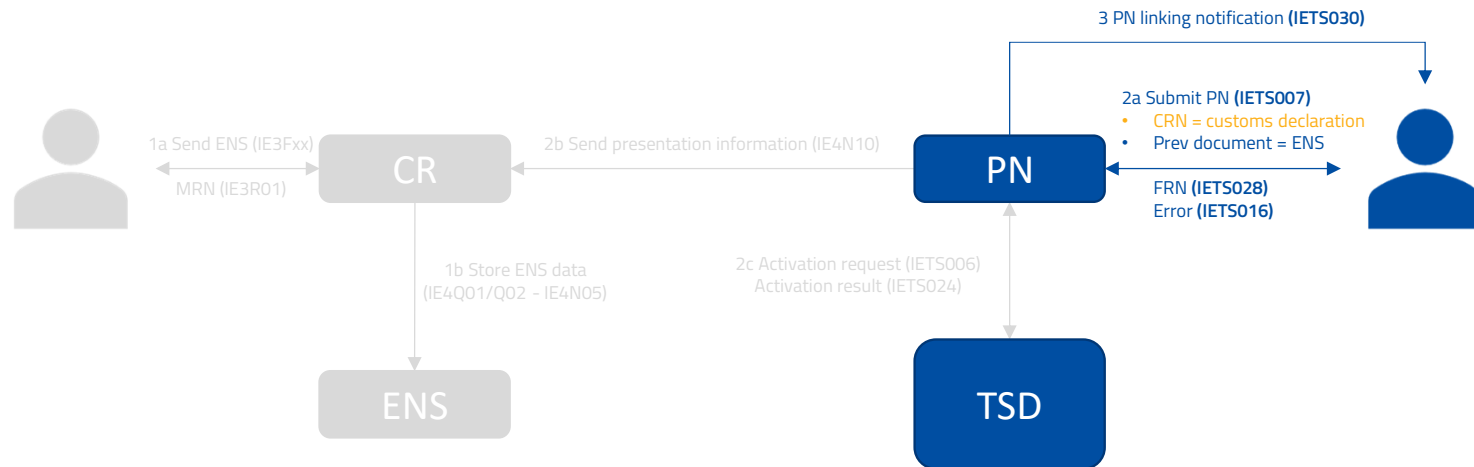 3 PN linking notification (IETS030)
2a Submit PN (IETS007)
• CRN = customs declaration
• Prev document = ENS
1a Send ENS (IE3Fxx)
MRN (IE3R01)
CR
2b Send presentation information (IE4N10)
PN
FRN (IETS028)
Error (IETS016)
1b Store ENS data
(IE4Q01/Q02 - IE4N05)
2c Activation request (IETS006)
Activation result (IETS024)
ENS
TSD